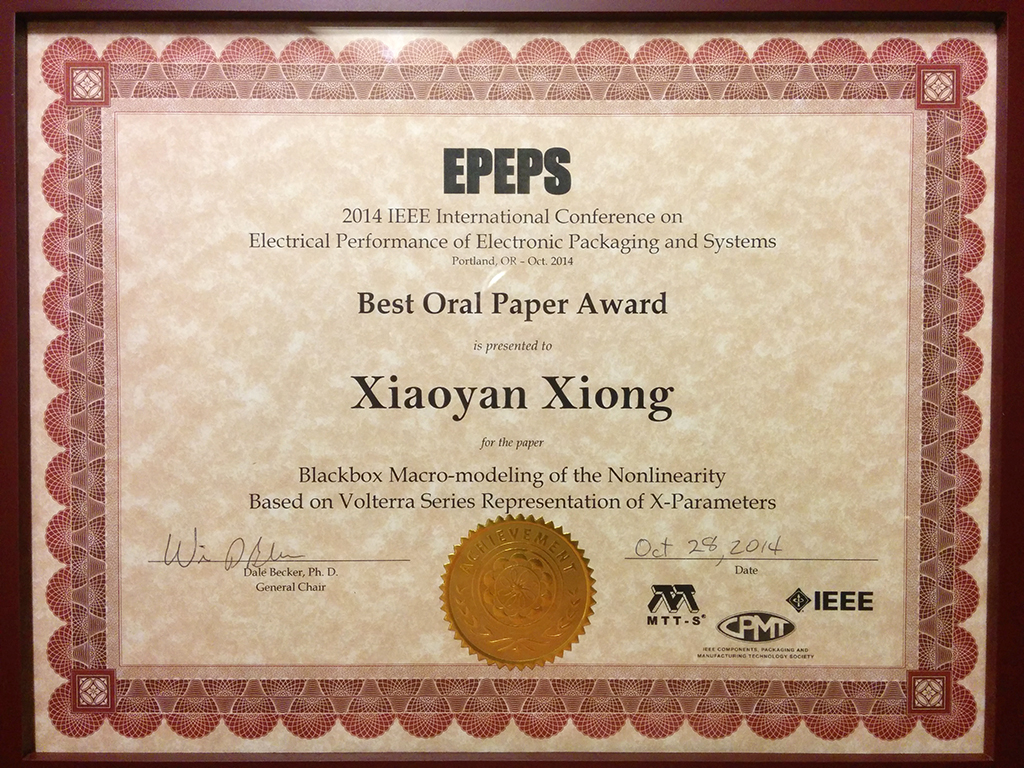 EPEPS
2014 IEEE International Conference on
Electrical Performance of Electronic Packaging and Systems
Portland, OR – Oct. 2014
Best Oral Paper Award
is presented to
Xiaoyan Xiong
for the paper
Blackbox Macro-modeling of the Nonlinearity
Based on Volterra Series Representation of X-Parameters
ACHIEVEMENT
Dale Becker, Ph. D.
General Chair
Oct 28, 2014
Date
MTT-S®
IEEE
CPMT
IEEE COMPONENTS, PACKAGING AND
MANUFACTURING TECHNOLOGY SOCIETY